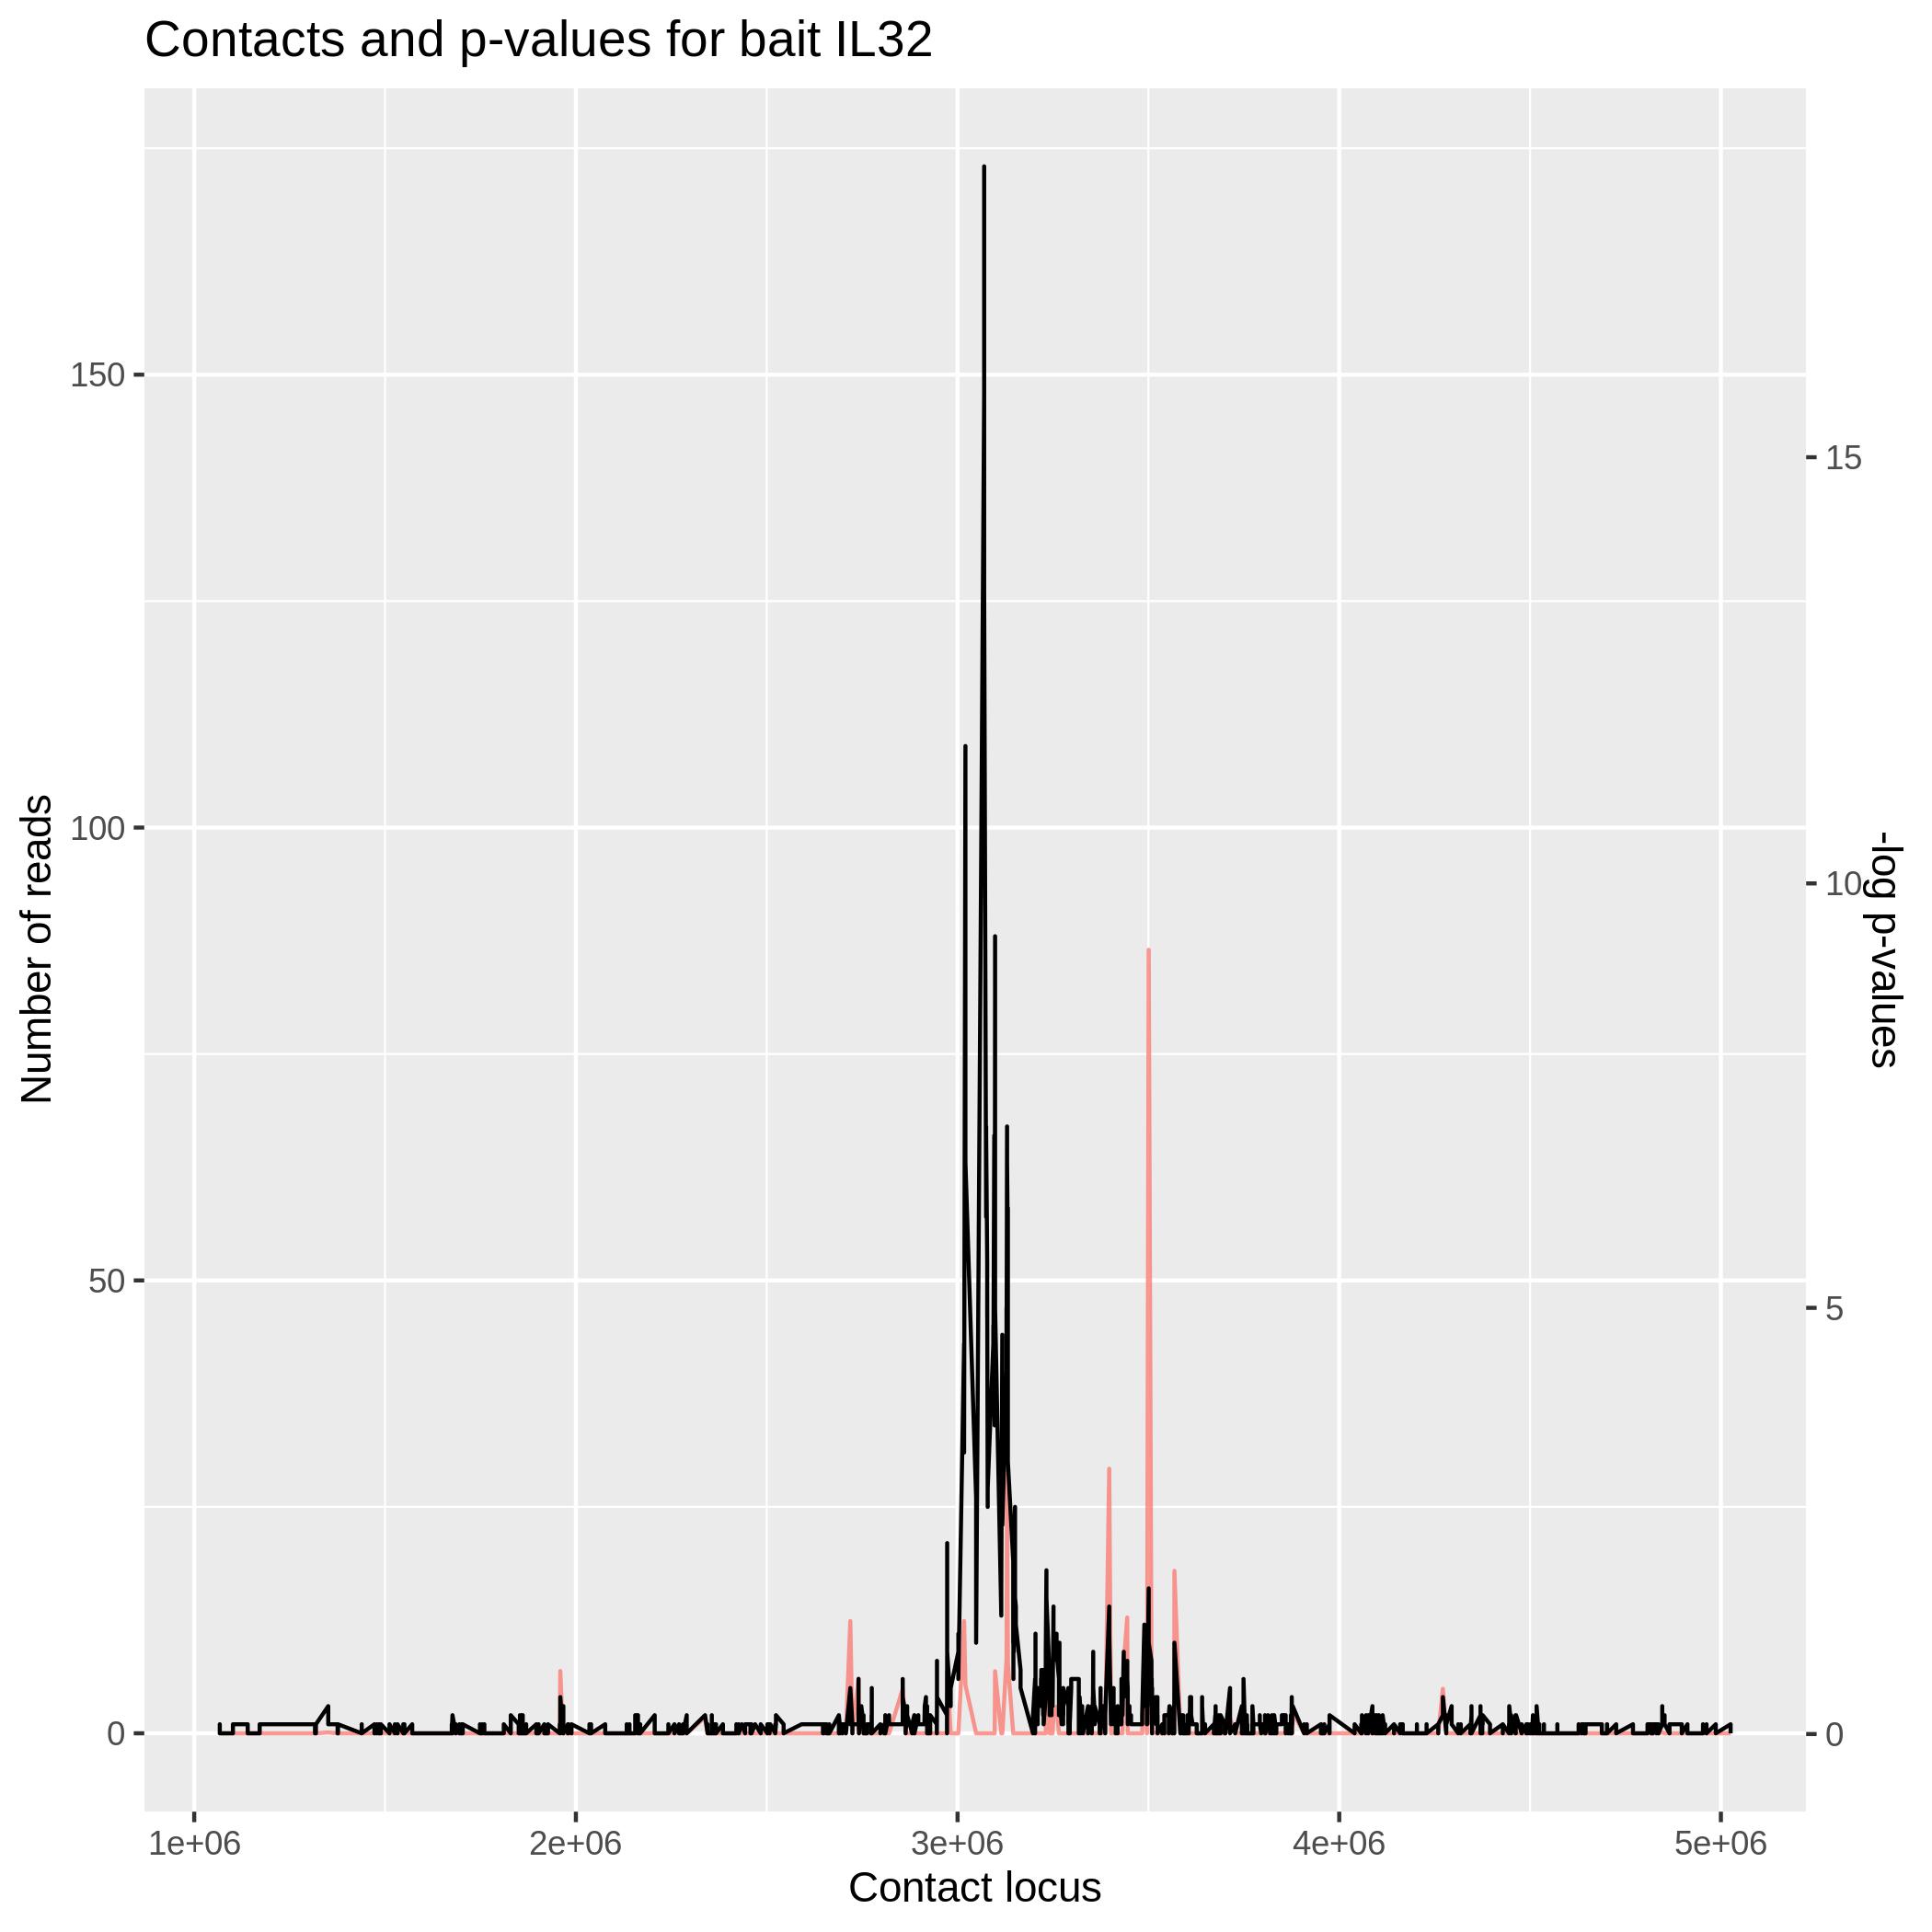 Contacts and p-values for bait IL32
150
100
50
0
15
10
5
0
Number of reads
-log p-values
1e+06
2e+06
3e+06
4e+06
5e+06
Contact locus